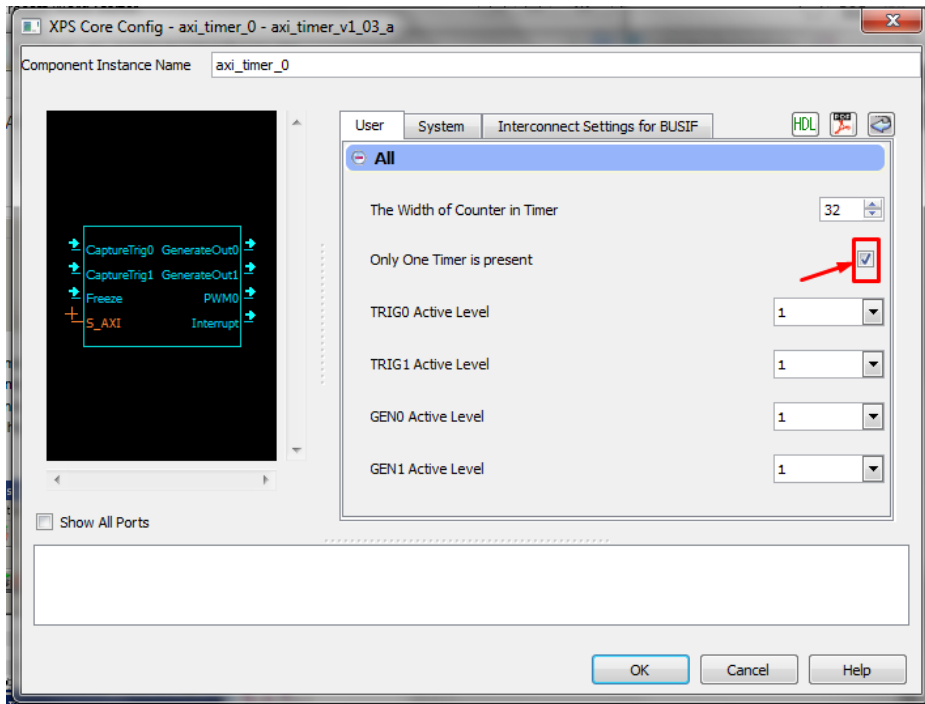 XPS Core Config - axi_timer_0 - axi_timer_v1_03_a
Component Instance Name axi_timer_0
User System Interconnect Settings for BUSIF HDL PDF
All
The Width of Counter in Timer 32
Only One Timer is present
TRIG0 Active Level 1
TRIG1 Active Level 1
GEN0 Active Level 1
GEN1 Active Level 1
CaptureTrig0 GenerateOut0
CaptureTrig1 GenerateOut1
Freeze PWM0
S_AXI Interrupt
Show All Ports
OK Cancel Help